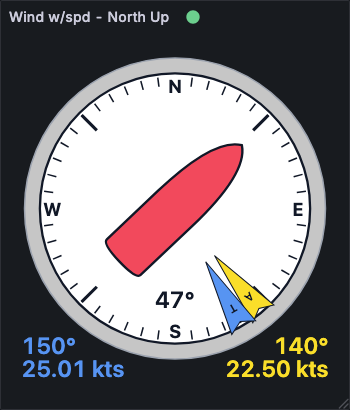 Wind w/spd - North Up
N
W
E
47°
A
T
S
150°
140°
25.01 kts
22.50 kts